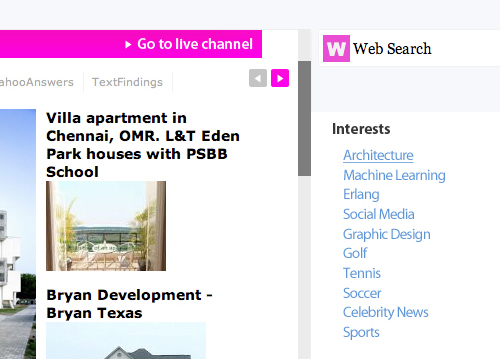 Go to live channel
W Web Search
ahooAnswers TextFindings
Villa apartment in
Chennai, OMR. L&T Eden
Park houses with PSBB
School
Bryan Development -
Bryan Texas
Interests
Architecture
Machine Learning
Erlang
Social Media
Graphic Design
Golf
Tennis
Soccer
Celebrity News
Sports